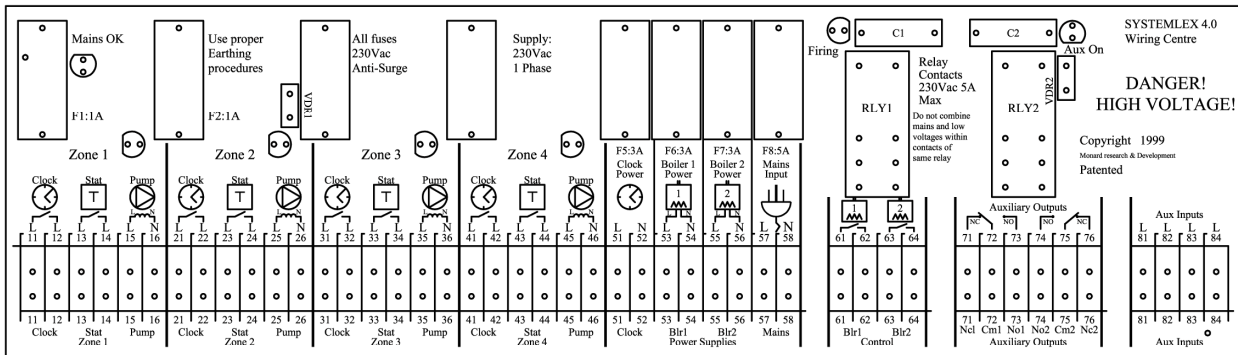 Mains OK
F1:1A
Use proper
Earthing
procedures
F2:1A
VDR1
All fuses
230Vac
Anti-Surge
Supply:
230Vac
1 Phase
Firing
C1
C2
Aux On
Relay
Contacts
230Vac 5A
Max
Do not combine
mains and low
voltages within
contacts of
same relay
RLY1
RLY2
VDR2
SYSTEMLEX 4.0
Wiring Centre
DANGER!
HIGH VOLTAGE!
Copyright 1999
Monard research & Development
Patented
Zone 1 Zone 2 Zone 3 Zone 4
F5:3A F6:3A F7:3A F8:5A
Clock
Power
Boiler 1
Power
Boiler 2
Power
Mains
Input
Clock Stat Pump Clock Stat Pump Clock Stat Pump Clock Stat Pump
T T T T
1 2 1 2
Auxiliary Outputs
NC NO NO NC
Aux Inputs
L L L L L N L L L L L N L L L L L N L L L L L N L N L N L N L N L L L L
11 12 13 14 15 16 21 22 23 24 25 26 31 32 33 34 35 36 41 42 43 44 45 46 51 52 53 54 55 56 57 58 61 62 63 64 71 72 73 74 75 76 81 82 83 84
11 12 13 14 15 16 21 22 23 24 25 26 31 32 33 34 35 36 41 42 43 44 45 46 51 52 53 54 55 56 57 58 61 62 63 64 71 72 73 74 75 76 81 82 83 84
Clock Stat Pump Clock Stat Pump Clock Stat Pump Clock Stat Pump Clock Blr1 Blr2 Mains Blr1 Blr2 Ncl Cm1 No1 No2 Cm2 Nc2
Zone 1 Zone 2 Zone 3 Zone 4 Power Supplies Control Auxiliary Outputs Aux Inputs